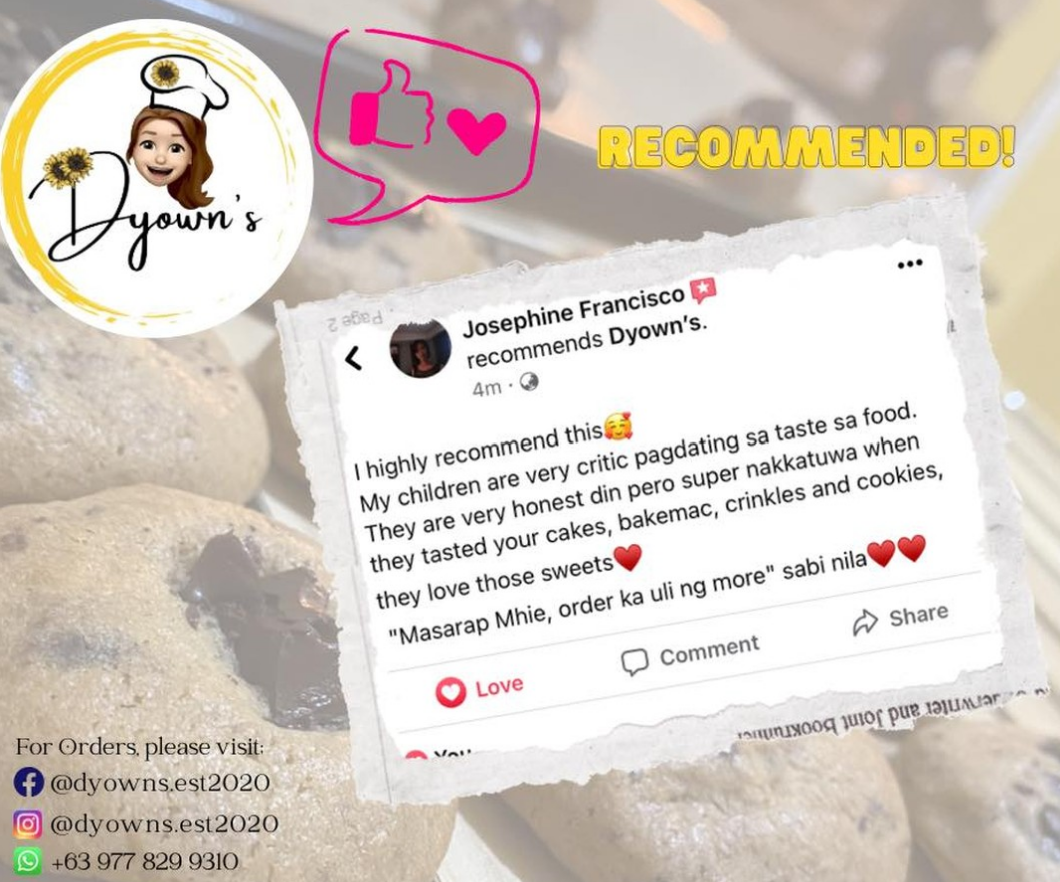 Dyown's
RECOMMENDED!
Page 2
Josephine Francisco
recommends Dyown's.
4m ·
I highly recommend this🥰
My children are very critic pagdating sa taste sa food.
They are very honest din pero super nakkatuwa when
they tasted your cakes, bakemac, crinkles and cookies,
they love those sweets❤️
"Masarap Mhie, order ka uli ng more" sabi nila❤️❤️
Love
Comment
Share
You
and Joint Bookrunner
For Orders, please visit:
@dyowns.est2020
@dyowns.est2020
+63 977 829 9310